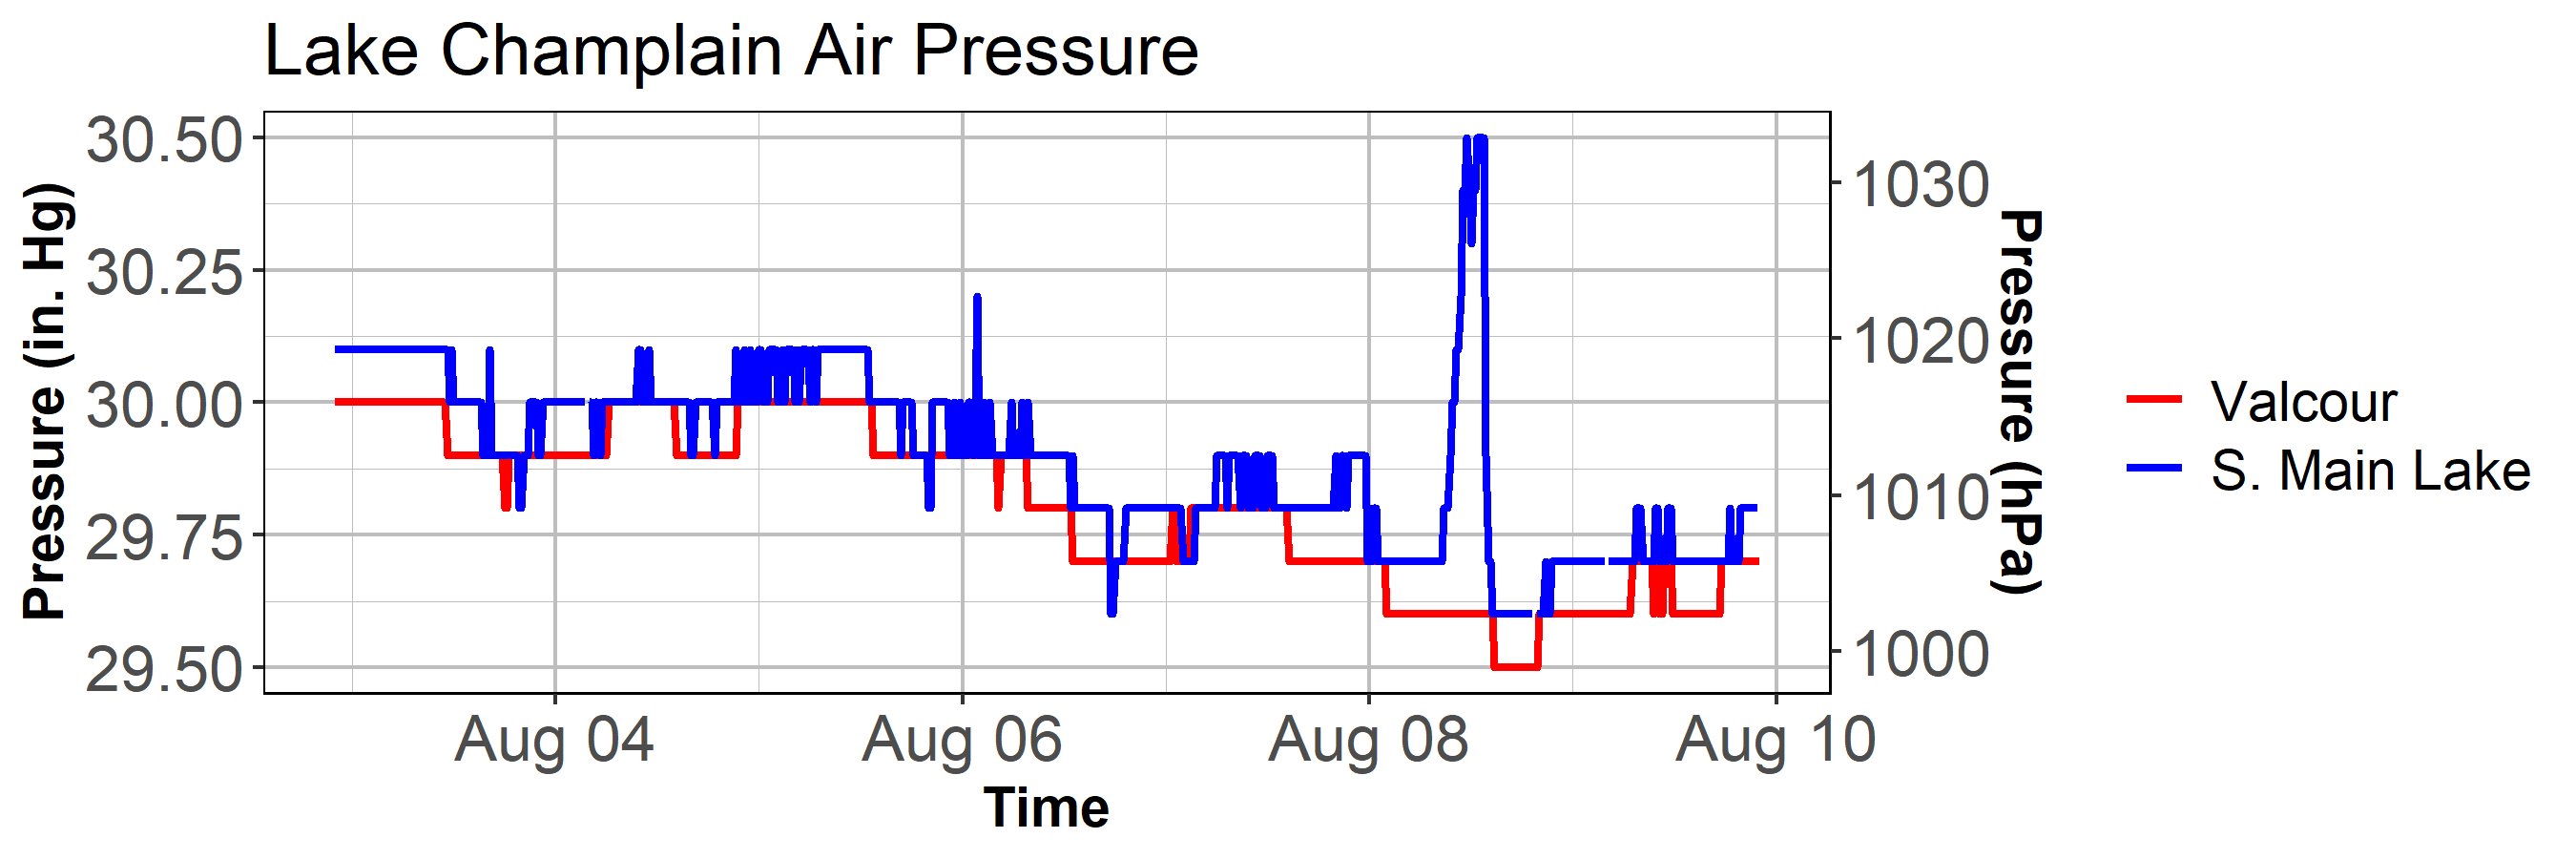 Lake Champlain Air Pressure
Pressure (in. Hg)
30.50
30.25
30.00
29.75
29.50
1030
1020
1010
1000
Pressure (hPa)
Aug 04
Aug 06
Aug 08
Aug 10
Time
Valcour
S. Main Lake